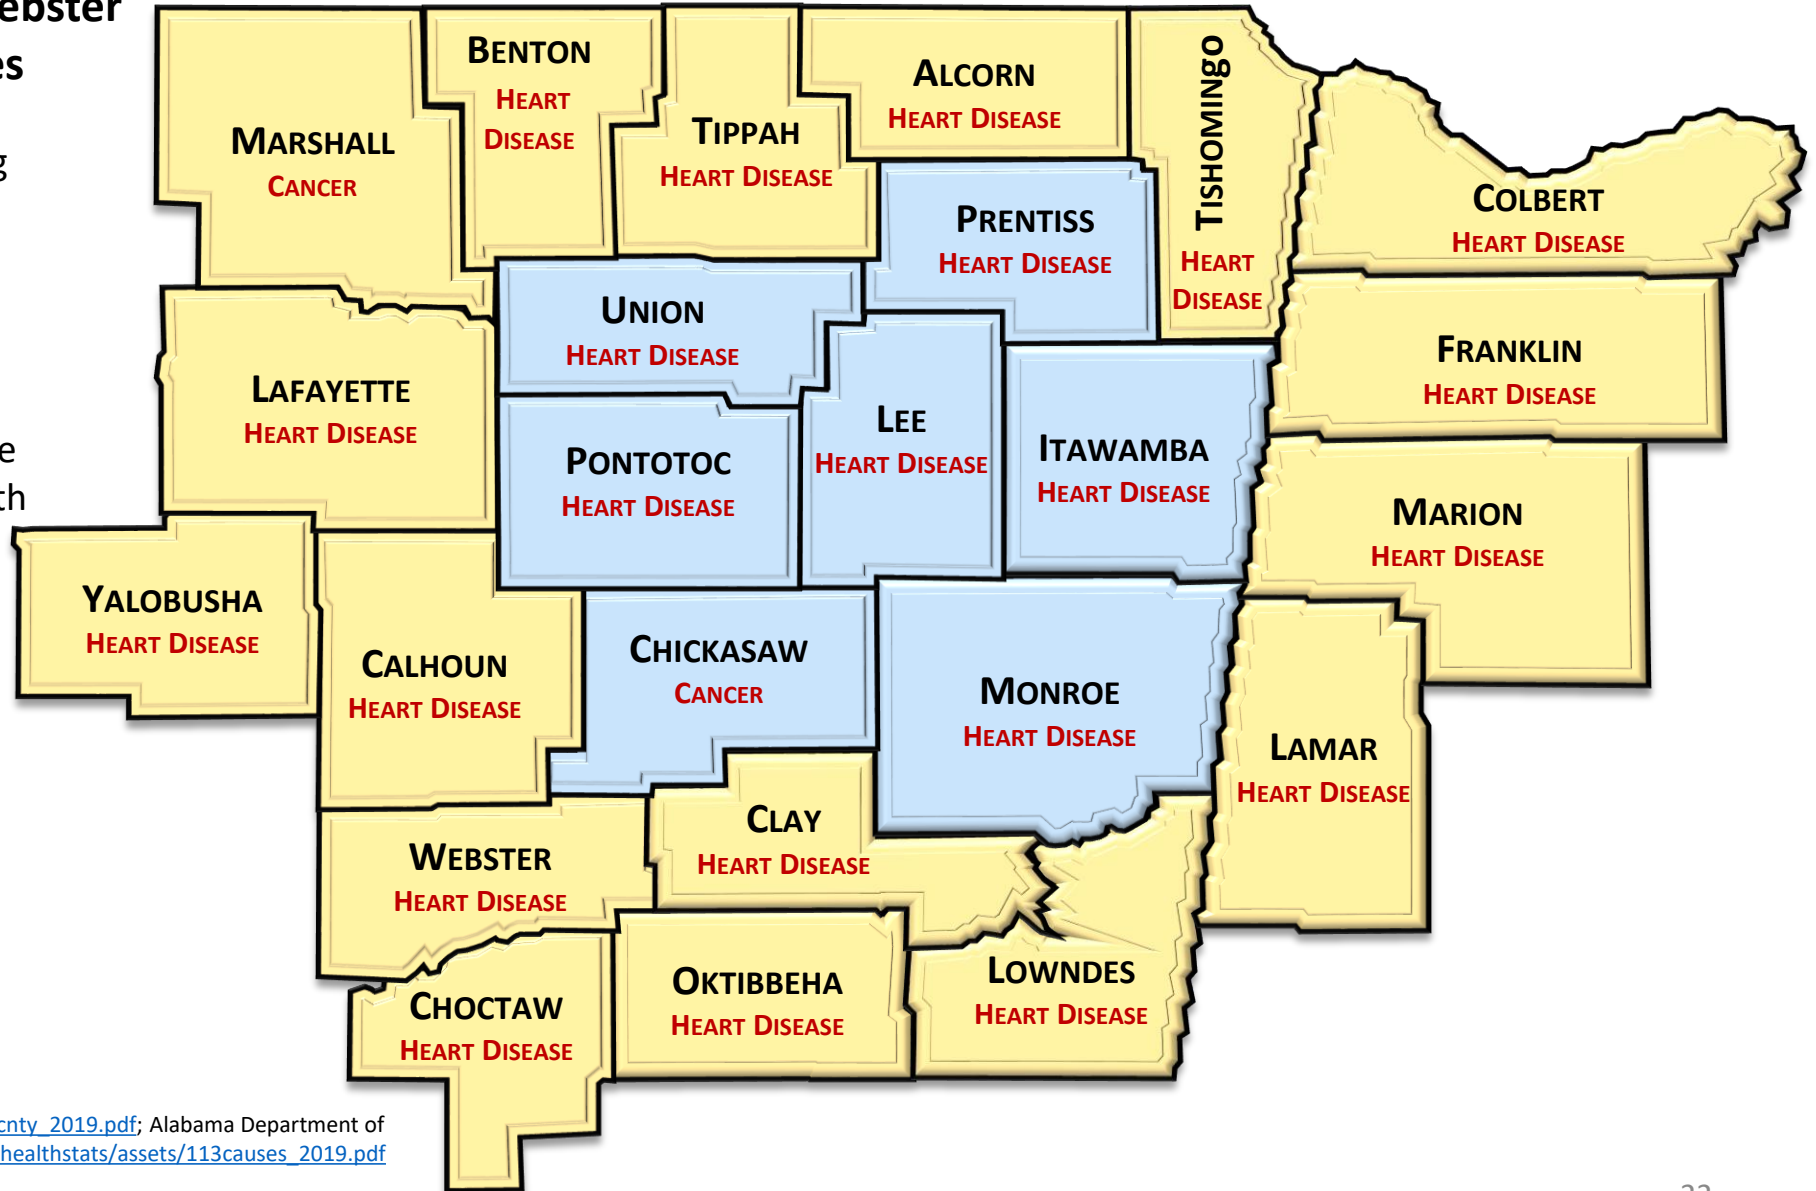 ebster
es
g
e
th
MARSHALL
CANCER
BENTON
HEART
DISEASE
TIPPAH
HEART DISEASE
ALCORN
HEART DISEASE
TISHOMINgo
HEART
DISEASE
COLBERT
HEART DISEASE
PRENTISS
HEART DISEASE
UNION
HEART DISEASE
FRANKLIN
HEART DISEASE
LAFAYETTE
HEART DISEASE
PONTOTOC
HEART DISEASE
LEE
HEART DISEASE
ITAWAMBA
HEART DISEASE
MARION
HEART DISEASE
YALOBUSHA
HEART DISEASE
CALHOUN
HEART DISEASE
CHICKASAW
CANCER
MONROE
HEART DISEASE
LAMAR
HEART DISEASE
WEBSTER
HEART DISEASE
CLAY
HEART DISEASE
CHOCTAW
HEART DISEASE
OKTIBBEHA
HEART DISEASE
LOWNDES
HEART DISEASE
cnty_2019.pdf; Alabama Department of
healthstats/assets/113causes_2019.pdf